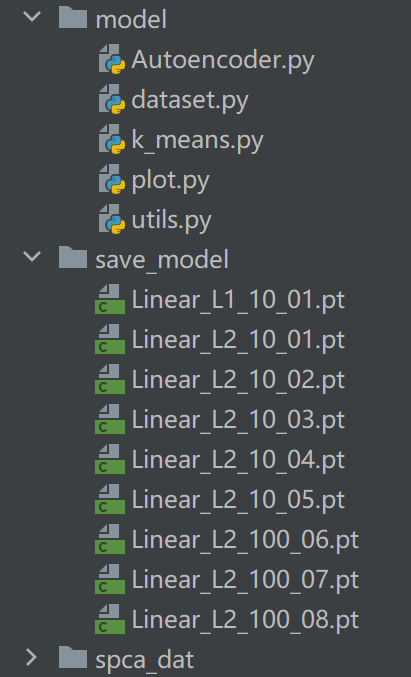 model
Autoencoder.py
dataset.py
k_means.py
plot.py
utils.py
save_model
C Linear_L1_10_01.pt
C Linear_L2_10_01.pt
C Linear_L2_10_02.pt
C Linear_L2_10_03.pt
C Linear_L2_10_04.pt
C Linear_L2_10_05.pt
C Linear_L2_100_06.pt
C Linear_L2_100_07.pt
C Linear_L2_100_08.pt
spca_dat